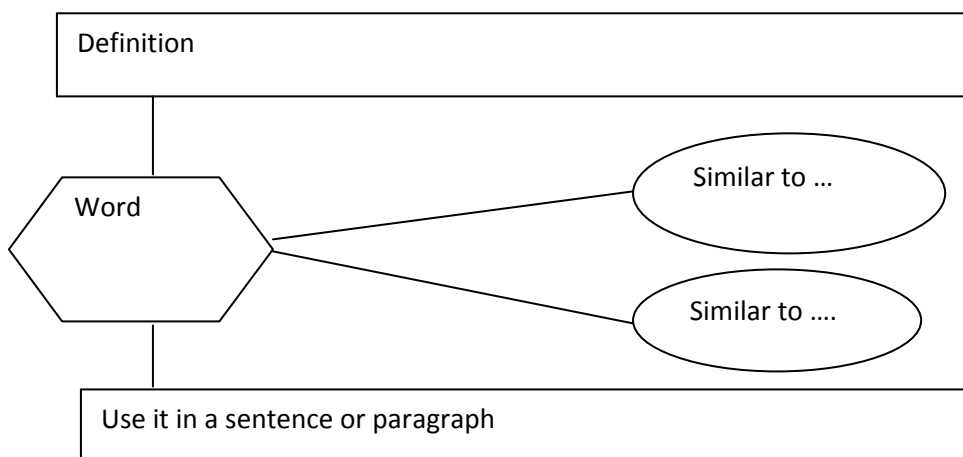 Definition
Similar to …
Word
Similar to ….
Use it in a sentence or paragraph